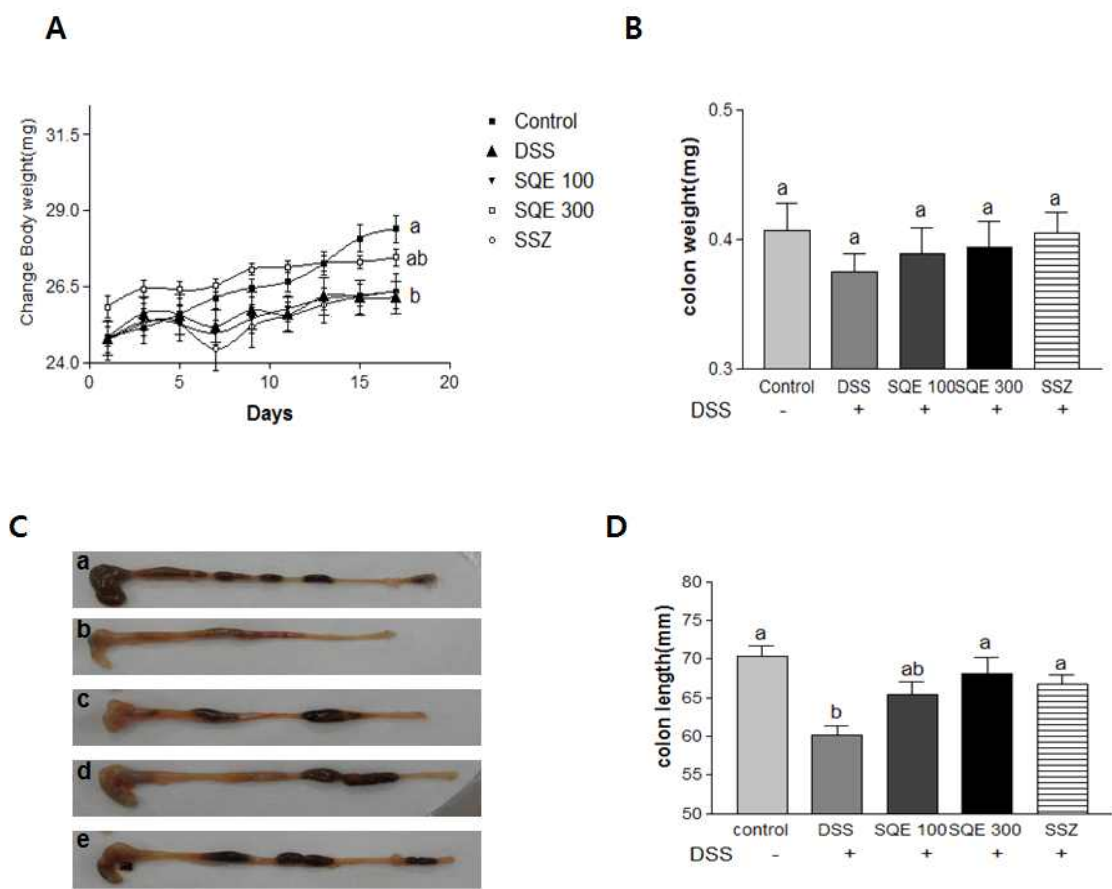 A
Change Body weight(mg)
31.5
29.0
26.5
24.0
0 5 10 15 20
Days
Control
DSS
SQE 100
SQE 300
SSZ
a
ab
b
B
colon weight(mg)
0.5
0.4
0.3
a a a a a
Control DSS SQE 100 SQE 300 SSZ
DSS - + + + +
C
a
b
c
d
e
D
colon length(mm)
80
75
70
65
60
55
50
a b ab a a
control DSS SQE 100 SQE 300 SSZ
DSS - + + + +